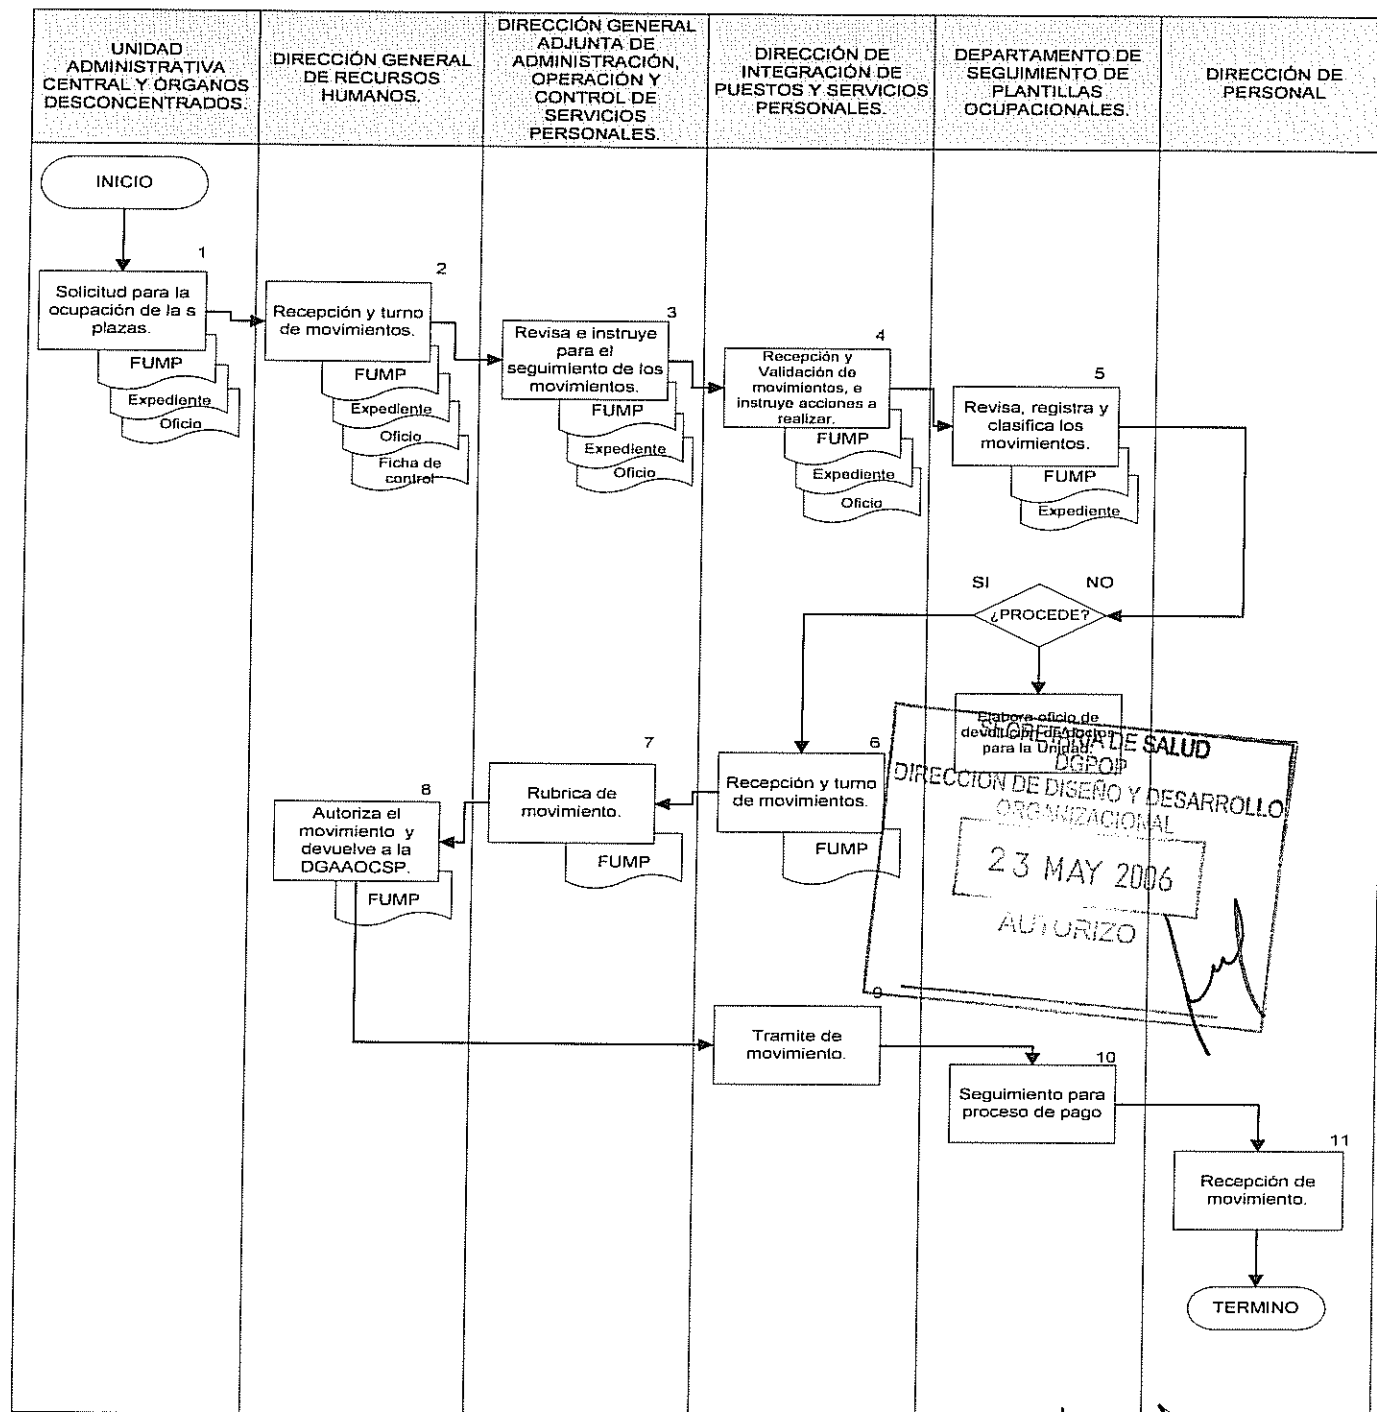 UNIDAD
ADMINISTRATIVA
CENTRAL Y ÓRGANOS
DESCONCENTRADOS.
DIRECCIÓN GENERAL
DE RECURSOS
HUMANOS.
DIRECCIÓN GENERAL
ADJUNTA DE
ADMINISTRACIÓN,
OPERACIÓN Y
CONTROL DE
SERVICIOS
PERSONALES.
DIRECCIÓN DE
INTEGRACIÓN DE
PUESTOS Y SERVICIOS
PERSONALES.
DEPARTAMENTO DE
SEGUIMIENTO DE
PLANTILLAS
OCUPACIONALES.
DIRECCIÓN DE
PERSONAL
INICIO
1
Solicitud para la
ocupación de la s
plazas.
FUMP
Expediente
Oficio
2
Recepción y turno
de movimientos.
FUMP
Expediente
Oficio
Ficha de
control
3
Revisa e instruye
para el
seguimiento de los
movimientos.
FUMP
Expediente
Oficio
4
Recepción y
Validación de
movimientos, e
instruye acciones a
realizar.
FUMP
Expediente
Oficio
5
Revisa, registra y
clasifica los
movimientos.
FUMP
Expediente
SI
NO
¿PROCEDE?
Elabora oficio de
para la Unidad.
SECRETARIA DE SALUD
DGPOP
DIRECCION DE DISEÑO Y DESARROLLO
ORGANIZACIONAL
23 MAY 2006
AUTORIZO
6
Recepción y turno
de movimientos.
FUMP
7
Rubrica de
movimiento.
FUMP
8
Autoriza el
movimiento y
devuelve a la
DGAAOCSP.
FUMP
9
Tramite de
movimiento.
10
Seguimiento para
proceso de pago
11
Recepción de
movimiento.
TERMINO